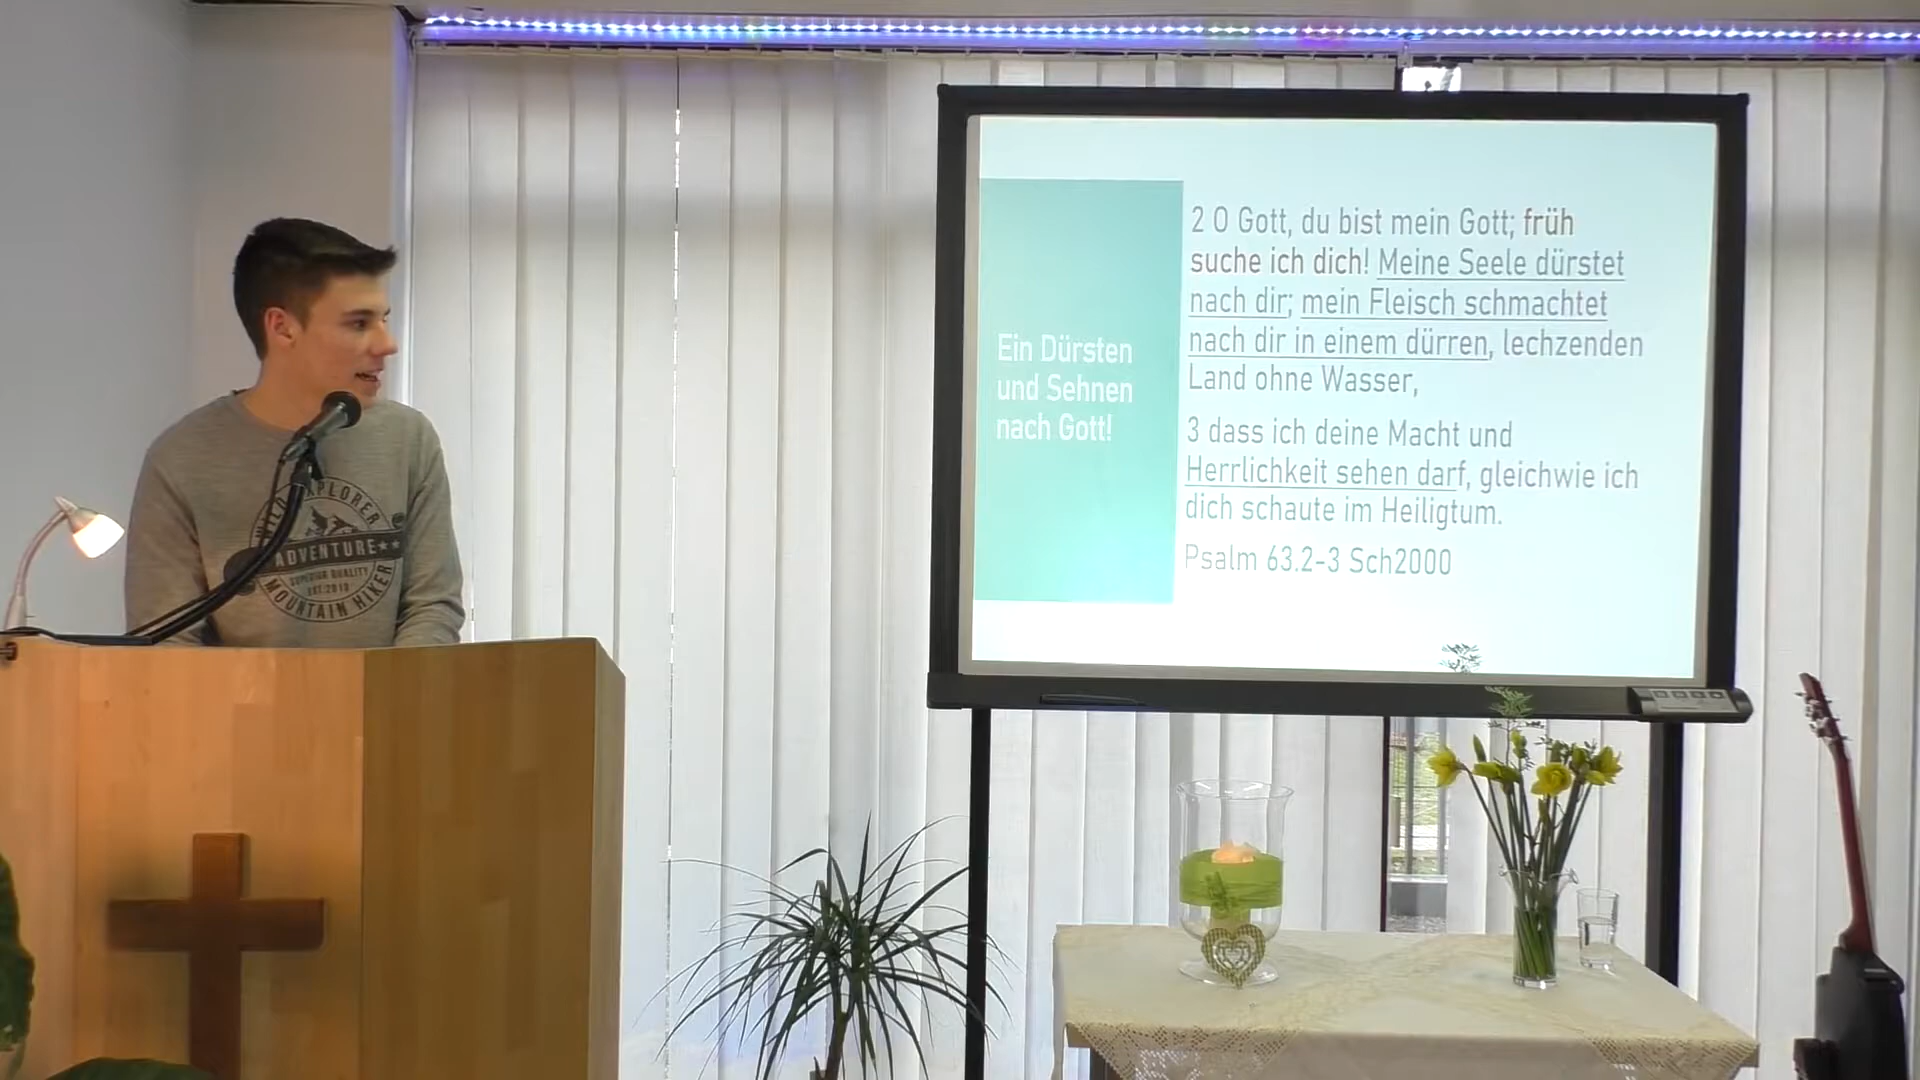 Ein Dürsten
und Sehnen
nach Gott!
2 O Gott, du bist mein Gott; früh
suche ich dich! Meine Seele dürstet
nach dir; mein Fleisch schmachtet
nach dir in einem dürren, lechzenden
Land ohne Wasser,
3 dass ich deine Macht und
Herrlichkeit sehen darf, gleichwie ich
dich schaute im Heiligtum.
Psalm 63.2-3 Sch2000
WILD EXPLORER
ADVENTURE
SUPERIOR QUALITY
MOUNTAIN HIKER